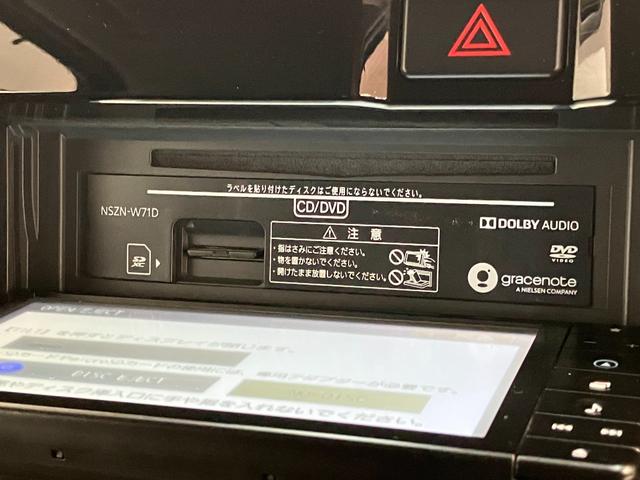 ラベルを貼り付けたディスクはご使用にならないでください。
CD/DVD
NSZN-W71D
SD
XC
注 意
・指はさみにご注意ください。
・物を置かないでください。
・開けたまま放置しないでください。
DOLBY AUDIO
DVD
VIDEO
gracenote
A NIELSEN COMPANY
OPEN/EJECT
DISC EJECT